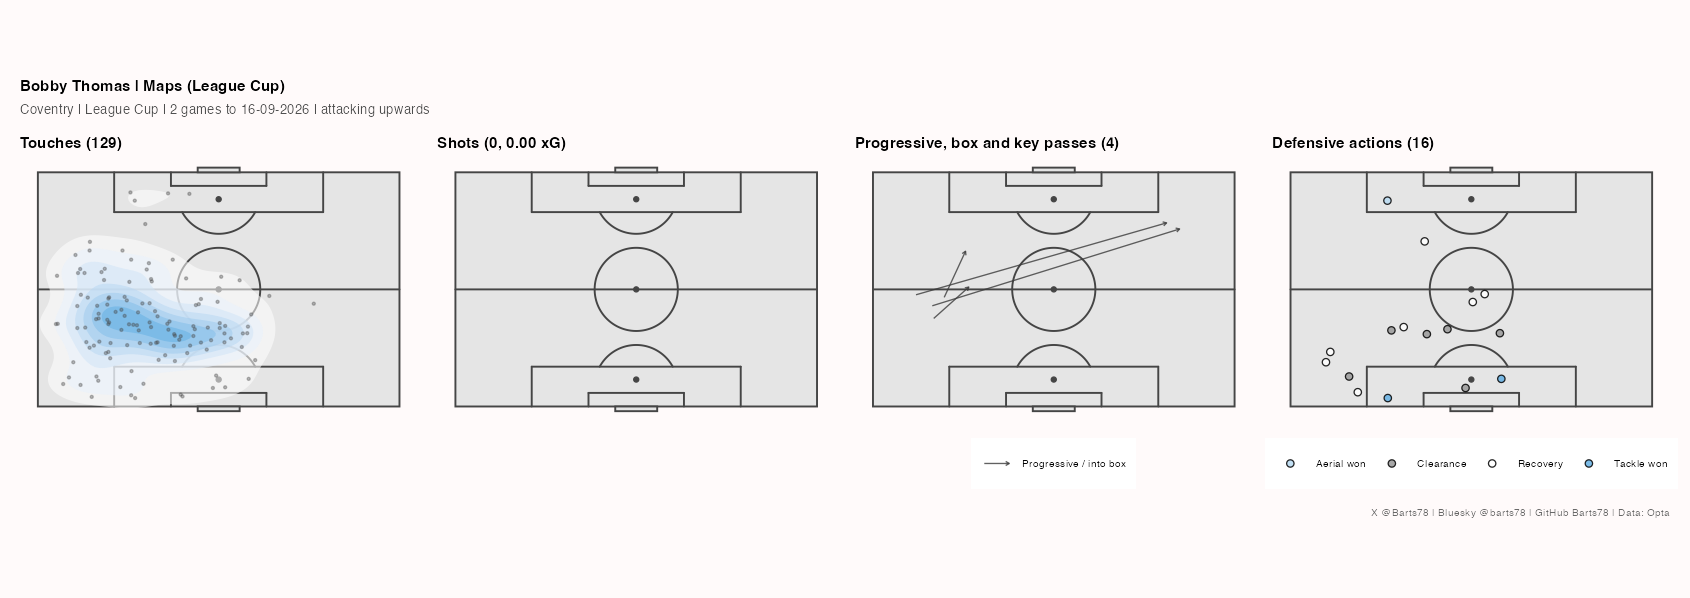 Bobby Thomas | Maps (League Cup)
Coventry | League Cup | 2 games to 16-09-2026 | attacking upwards
Touches (129)
Shots (0, 0.00 xG)
Progressive, box and key passes (4)
Defensive actions (16)
Progressive / into box
Aerial won
Clearance
Recovery
Tackle won
X @Barts78 | Bluesky @barts78 | GitHub Barts78 | Data: Opta